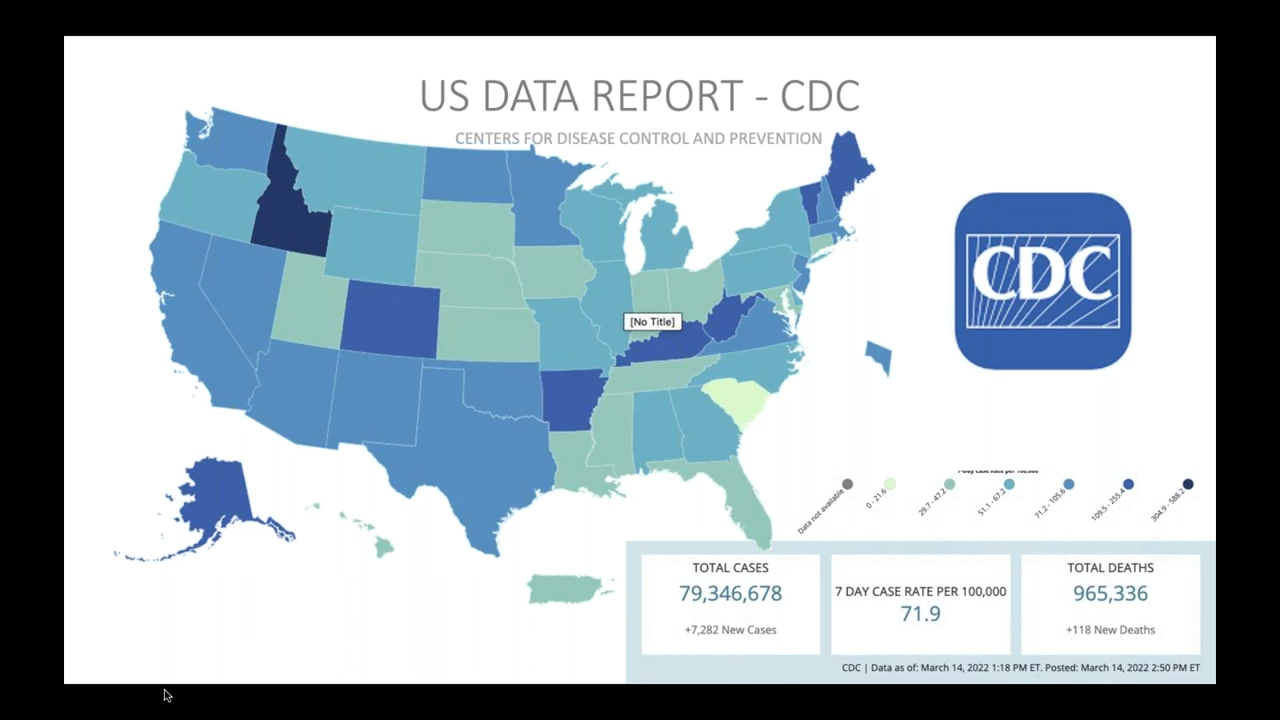 US DATA REPORT - CDC
CENTERS FOR DISEASE CONTROL AND PREVENTION
CDC
[No Title]
7-day Case Rate per 100,000
Data not available
0 - 21.6
29.7 - 47.2
51.1 - 67.2
71.2 - 105.6
109.5 - 255.4
304.9 - 588.2
TOTAL CASES
79,346,678
+7,282 New Cases
7 DAY CASE RATE PER 100,000
71.9
TOTAL DEATHS
965,336
+118 New Deaths
CDC | Data as of: March 14, 2022 1:18 PM ET. Posted: March 14, 2022 2:50 PM ET